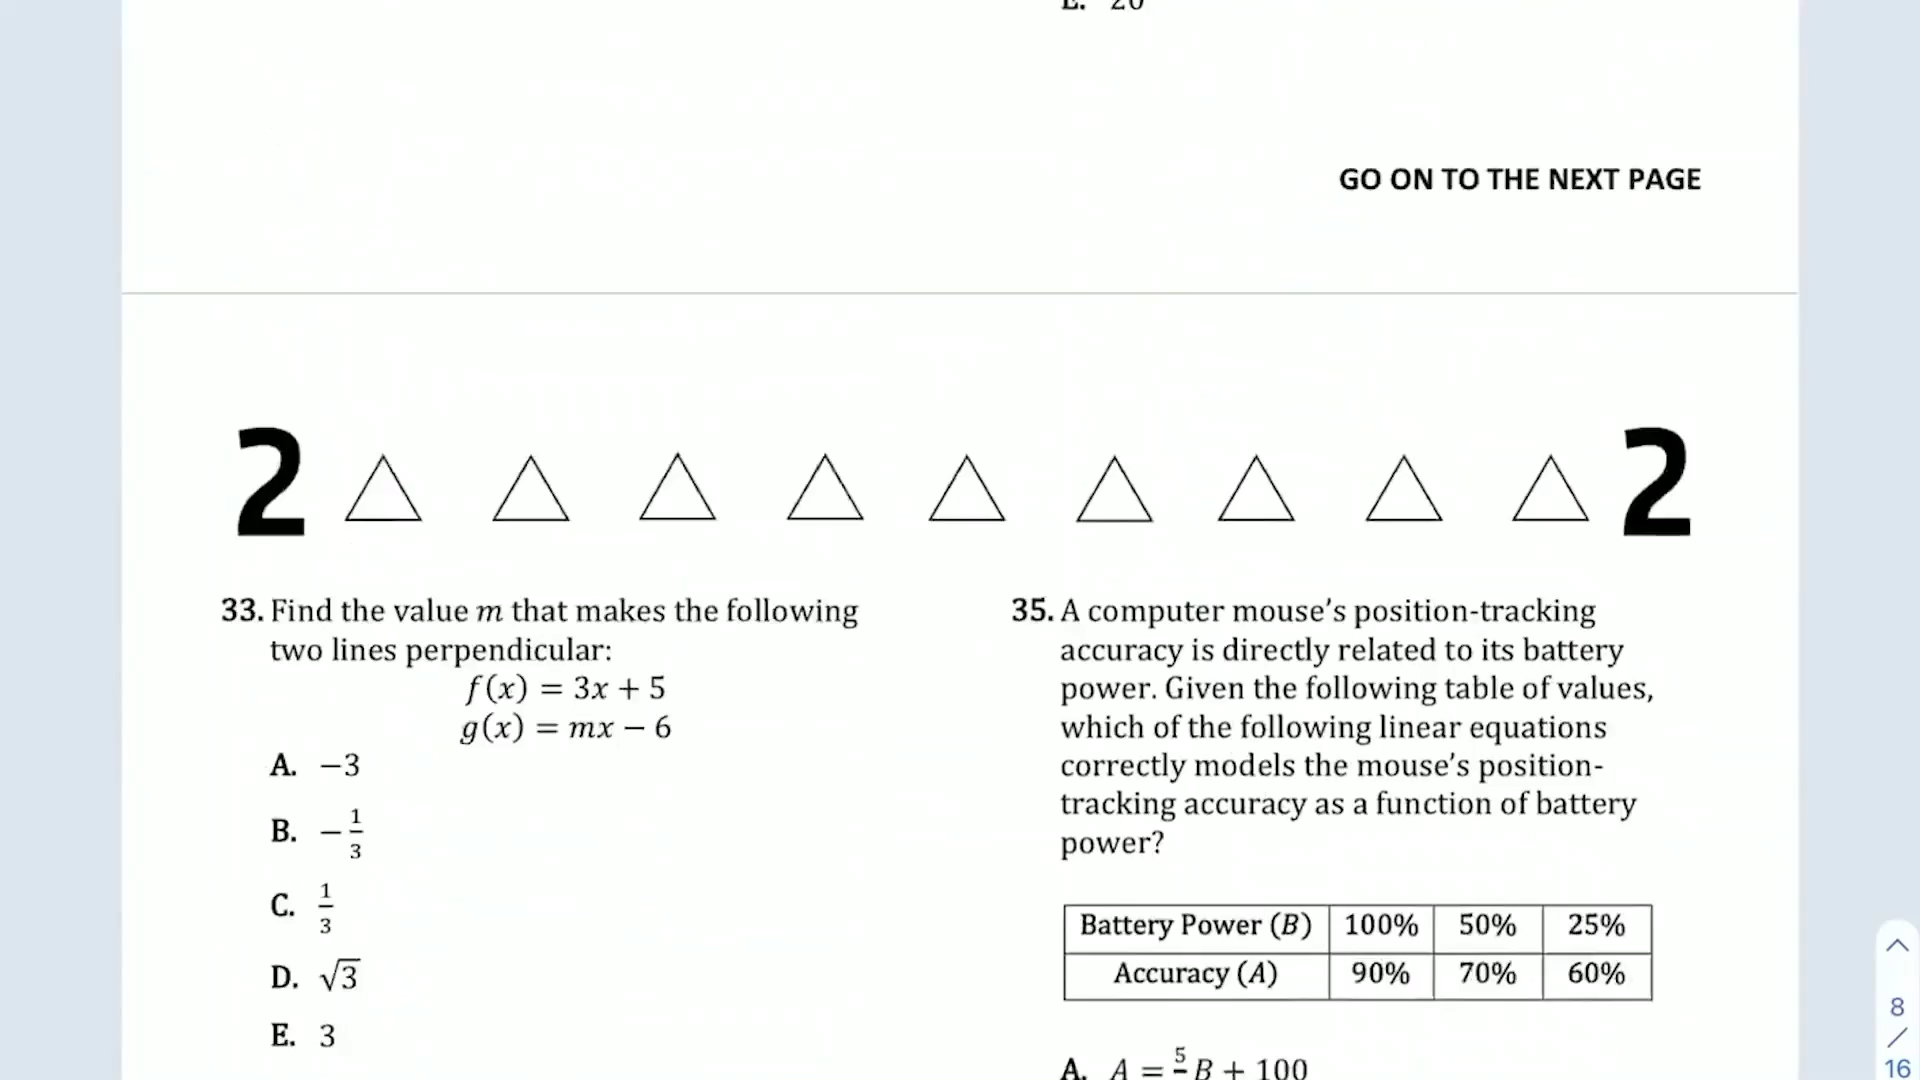 E. 20
GO ON TO THE NEXT PAGE
2 2
33. Find the value m that makes the following
two lines perpendicular:
f(x) = 3x + 5
g(x) = mx − 6
A. −3
B. −1/3
C. 1/3
D. √3
E. 3
35. A computer mouse's position-tracking
accuracy is directly related to its battery
power. Given the following table of values,
which of the following linear equations
correctly models the mouse's position-
tracking accuracy as a function of battery
power?
Battery Power (B) 100% 50% 25%
Accuracy (A) 90% 70% 60%
A. A = 5 B + 100
8
/
16